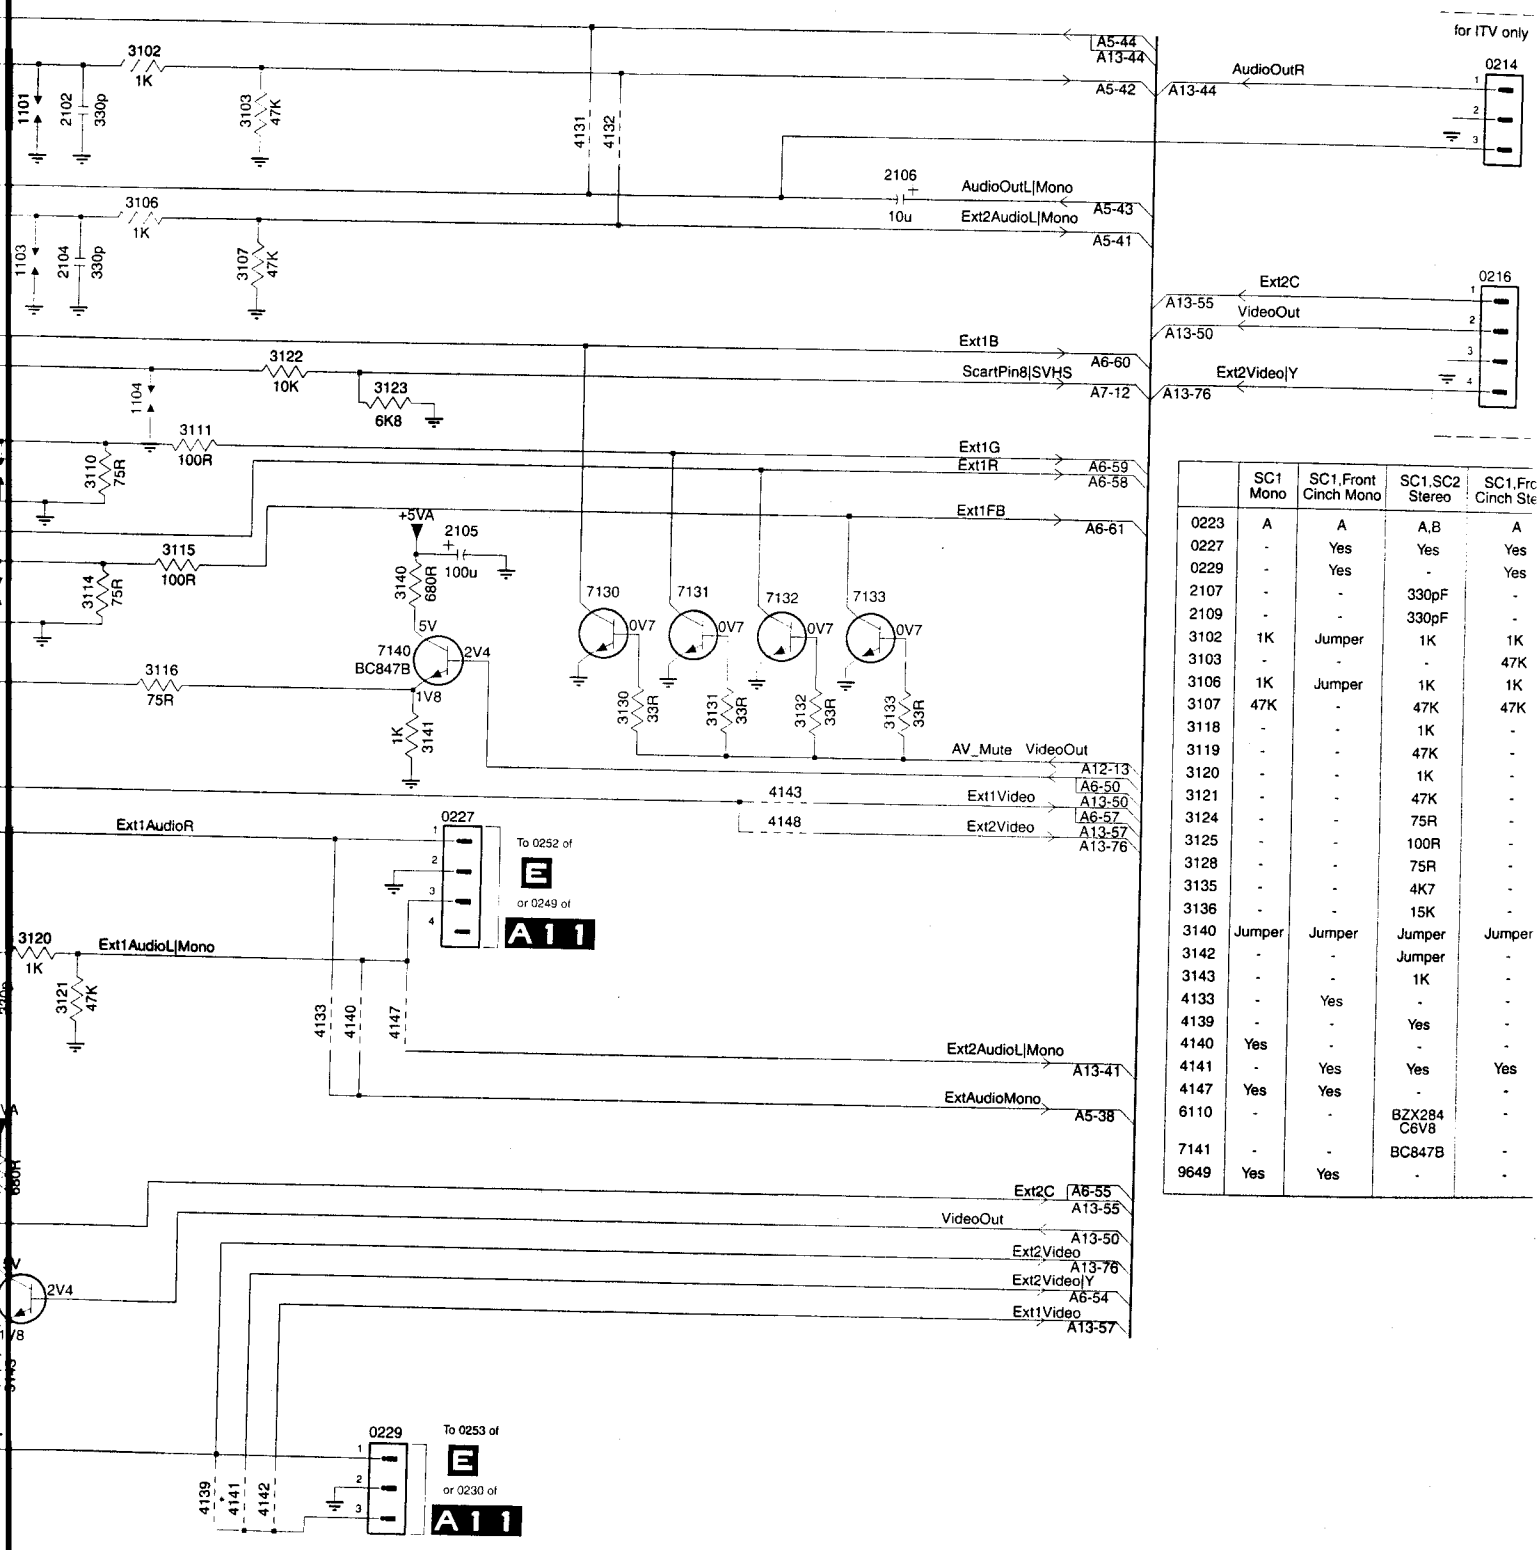 for ITV only
A5-44
A13-44
3102
1K
AudioOutR
0214
1
2
3
1101
2102
330p
3103
47K
A5-42
A13-44
4131
4132
2106
+
10u
AudioOutL|Mono
A5-43
Ext2AudioL|Mono
A5-41
3106
1K
1103
2104
330p
3107
47K
0216
1
2
3
4
Ext2C
A13-55
VideoOut
A13-50
Ext1B
A6-60
3122
10K
3123
6K8
ScartPin8|SVHS
A7-12
Ext2Video|Y
A13-76
1104
3111
100R
3110
75R
Ext1G
A6-59
Ext1R
A6-58
Ext1FB
A6-61
+5VA
2105
+
100u
3115
100R
3114
75R
3140
680R
5V
7140
BC847B
2V4
1V8
7130
0V7
7131
0V7
7132
0V7
7133
0V7
3116
75R
1K
3141
3130
33R
3131
33R
3132
33R
3133
33R
AV_Mute
VideoOut
A12-13
A6-50
A13-50
4143
Ext1Video
A6-57
A13-57
4148
Ext2Video
A13-76
Ext1AudioR
0227
1
2
3
4
To 0252 of
E
or 0249 of
A11
3120
1K
Ext1AudioL|Mono
3121
47K
4133
4140
4147
Ext2AudioL|Mono
A13-41
ExtAudioMono
A5-38
VA
680R
Ext2C
A6-55
A13-55
VideoOut
A13-50
Ext2Video
A13-76
Ext2Video|Y
A6-54
Ext1Video
A13-57
2V4
0229
1
2
3
To 0253 of
E
or 0230 of
A11
4139
4141
4142
SC1 Mono SC1,Front Cinch Mono SC1,SC2 Stereo SC1,Frc Cinch Ste
0223 A A A,B A
0227 - Yes Yes Yes
0229 - Yes - Yes
2107 - - 330pF -
2109 - - 330pF -
3102 1K Jumper 1K 1K
3103 - - - 47K
3106 1K Jumper 1K 1K
3107 47K - 47K 47K
3118 - - 1K -
3119 - - 47K -
3120 - - 1K -
3121 - - 47K -
3124 - - 75R -
3125 - - 100R -
3128 - - 75R -
3135 - - 4K7 -
3136 - - 15K -
3140 Jumper Jumper Jumper Jumper
3142 - - Jumper -
3143 - - 1K -
4133 - Yes - -
4139 - - Yes -
4140 Yes - - -
4141 - Yes Yes Yes
4147 Yes Yes - -
6110 - - BZX284 C6V8 -
7141 - - BC847B -
9649 Yes Yes - -